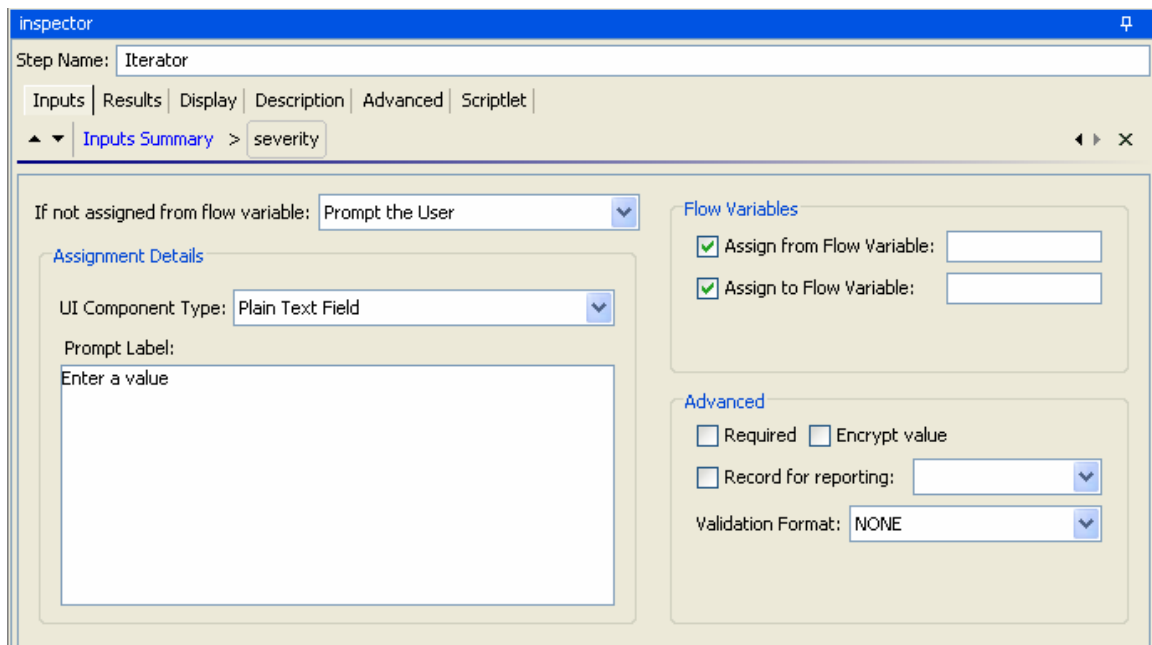 inspector
Step Name: Iterator
Inputs Results Display Description Advanced Scriptlet
Inputs Summary > severity
If not assigned from flow variable: Prompt the User
Assignment Details
UI Component Type: Plain Text Field
Prompt Label:
Enter a value
Flow Variables
Assign from Flow Variable:
Assign to Flow Variable:
Advanced
Required Encrypt value
Record for reporting:
Validation Format: NONE